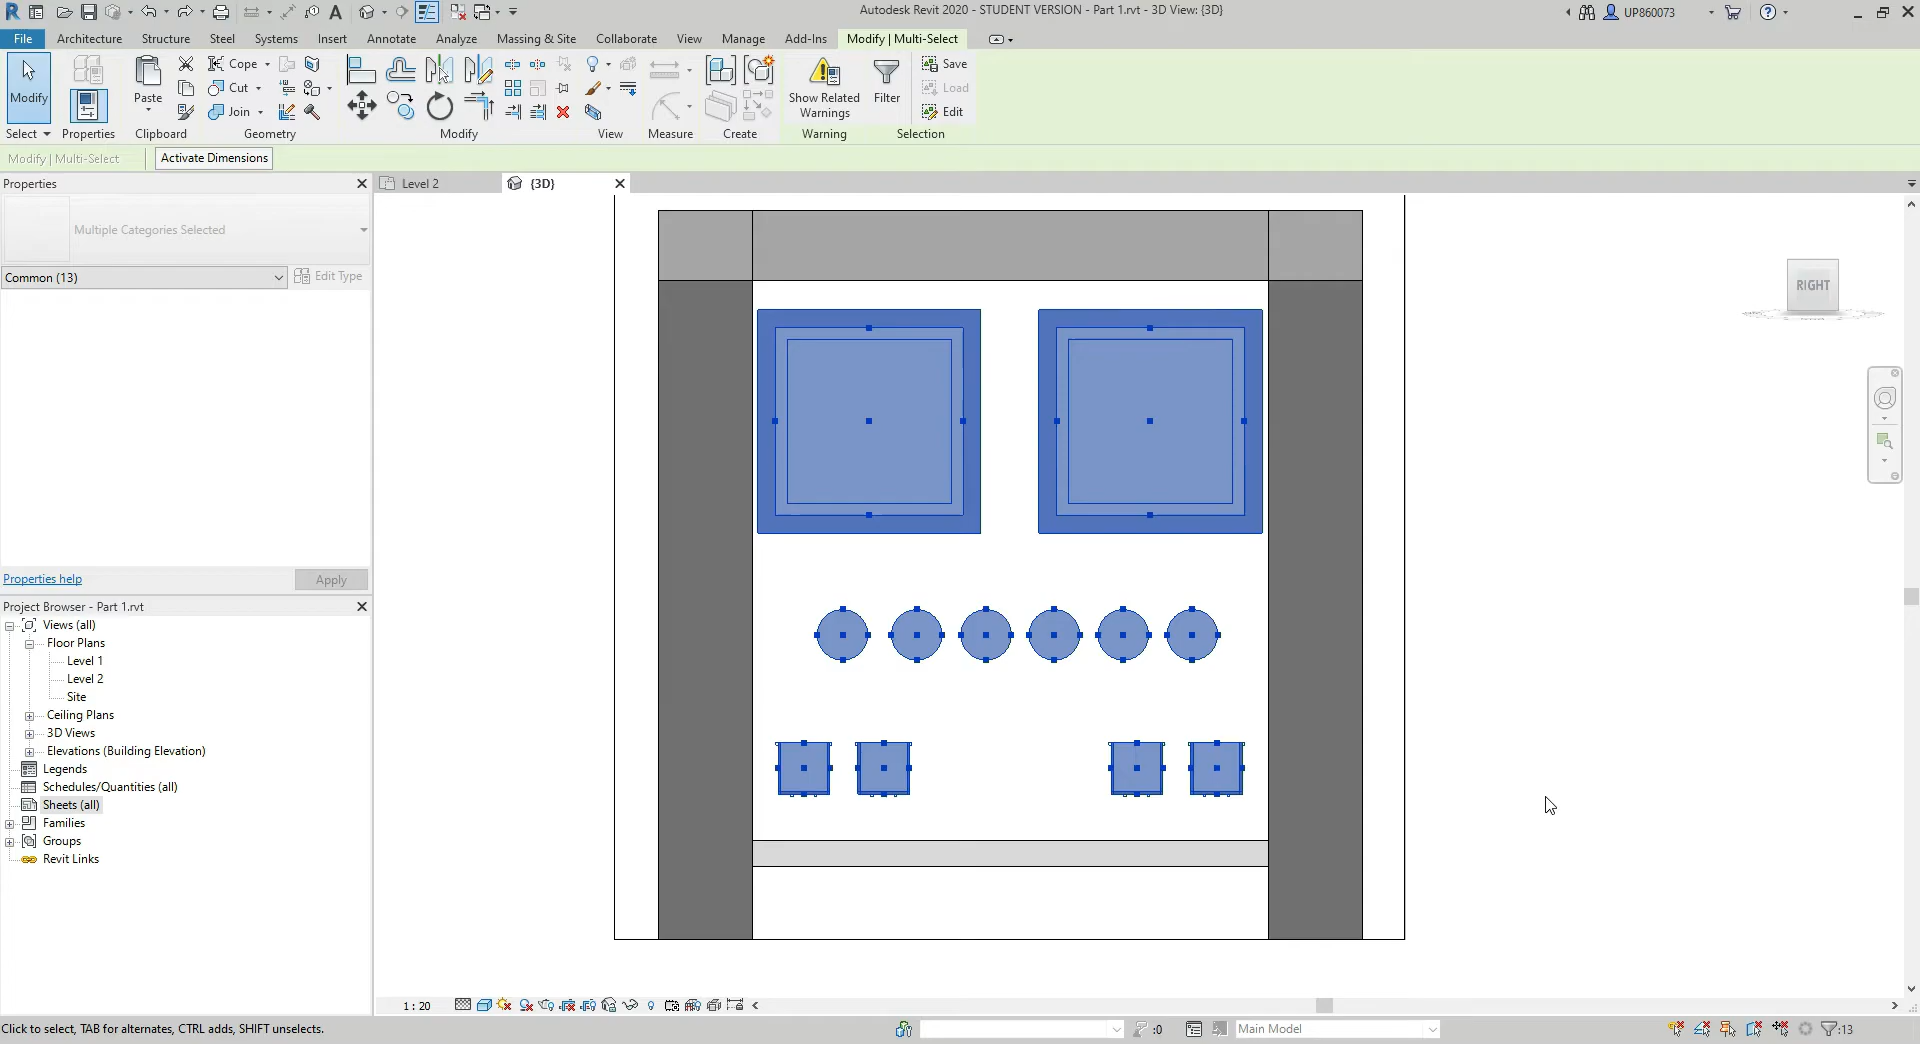 Autodesk Revit 2020 - STUDENT VERSION - Part 1.rvt - 3D View: {3D}
UP860073
File Architecture Structure Steel Systems Insert Annotate Analyze Massing & Site Collaborate View Manage Add-Ins Modify | Multi-Select
Modify
Paste
Cope
Cut
Join
Show Related
Warnings
Filter
Save
Load
Edit
Select Properties Clipboard Geometry Modify View Measure Create Warning Selection
Modify | Multi-Select
Activate Dimensions
Properties
Level 2
{3D}
Multiple Categories Selected
Common (13)
Edit Type
RIGHT
Properties help
Apply
Project Browser - Part 1.rvt
Views (all)
Floor Plans
Level 1
Level 2
Site
Ceiling Plans
3D Views
Elevations (Building Elevation)
Legends
Schedules/Quantities (all)
Sheets (all)
Families
Groups
Revit Links
1 : 20
Click to select, TAB for alternates, CTRL adds, SHIFT unselects.
:0
Main Model
:13